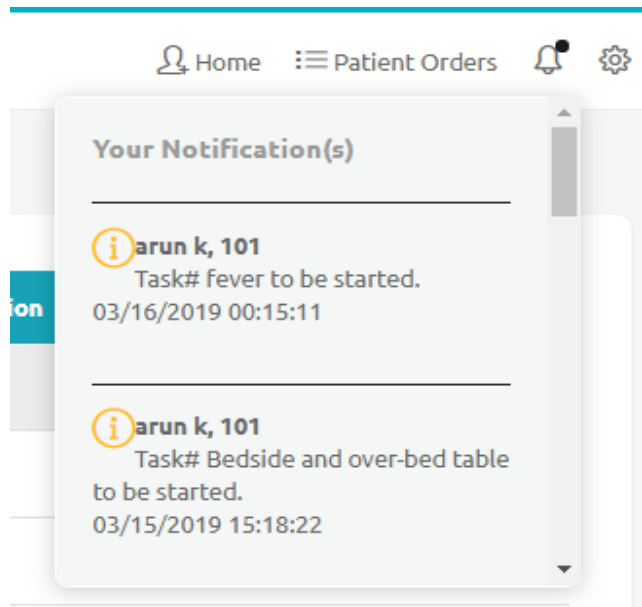 Home Patient Orders
Your Notification(s)
arun k, 101
Task# fever to be started.
03/16/2019 00:15:11
ion
arun k, 101
Task# Bedside and over-bed table
to be started.
03/15/2019 15:18:22